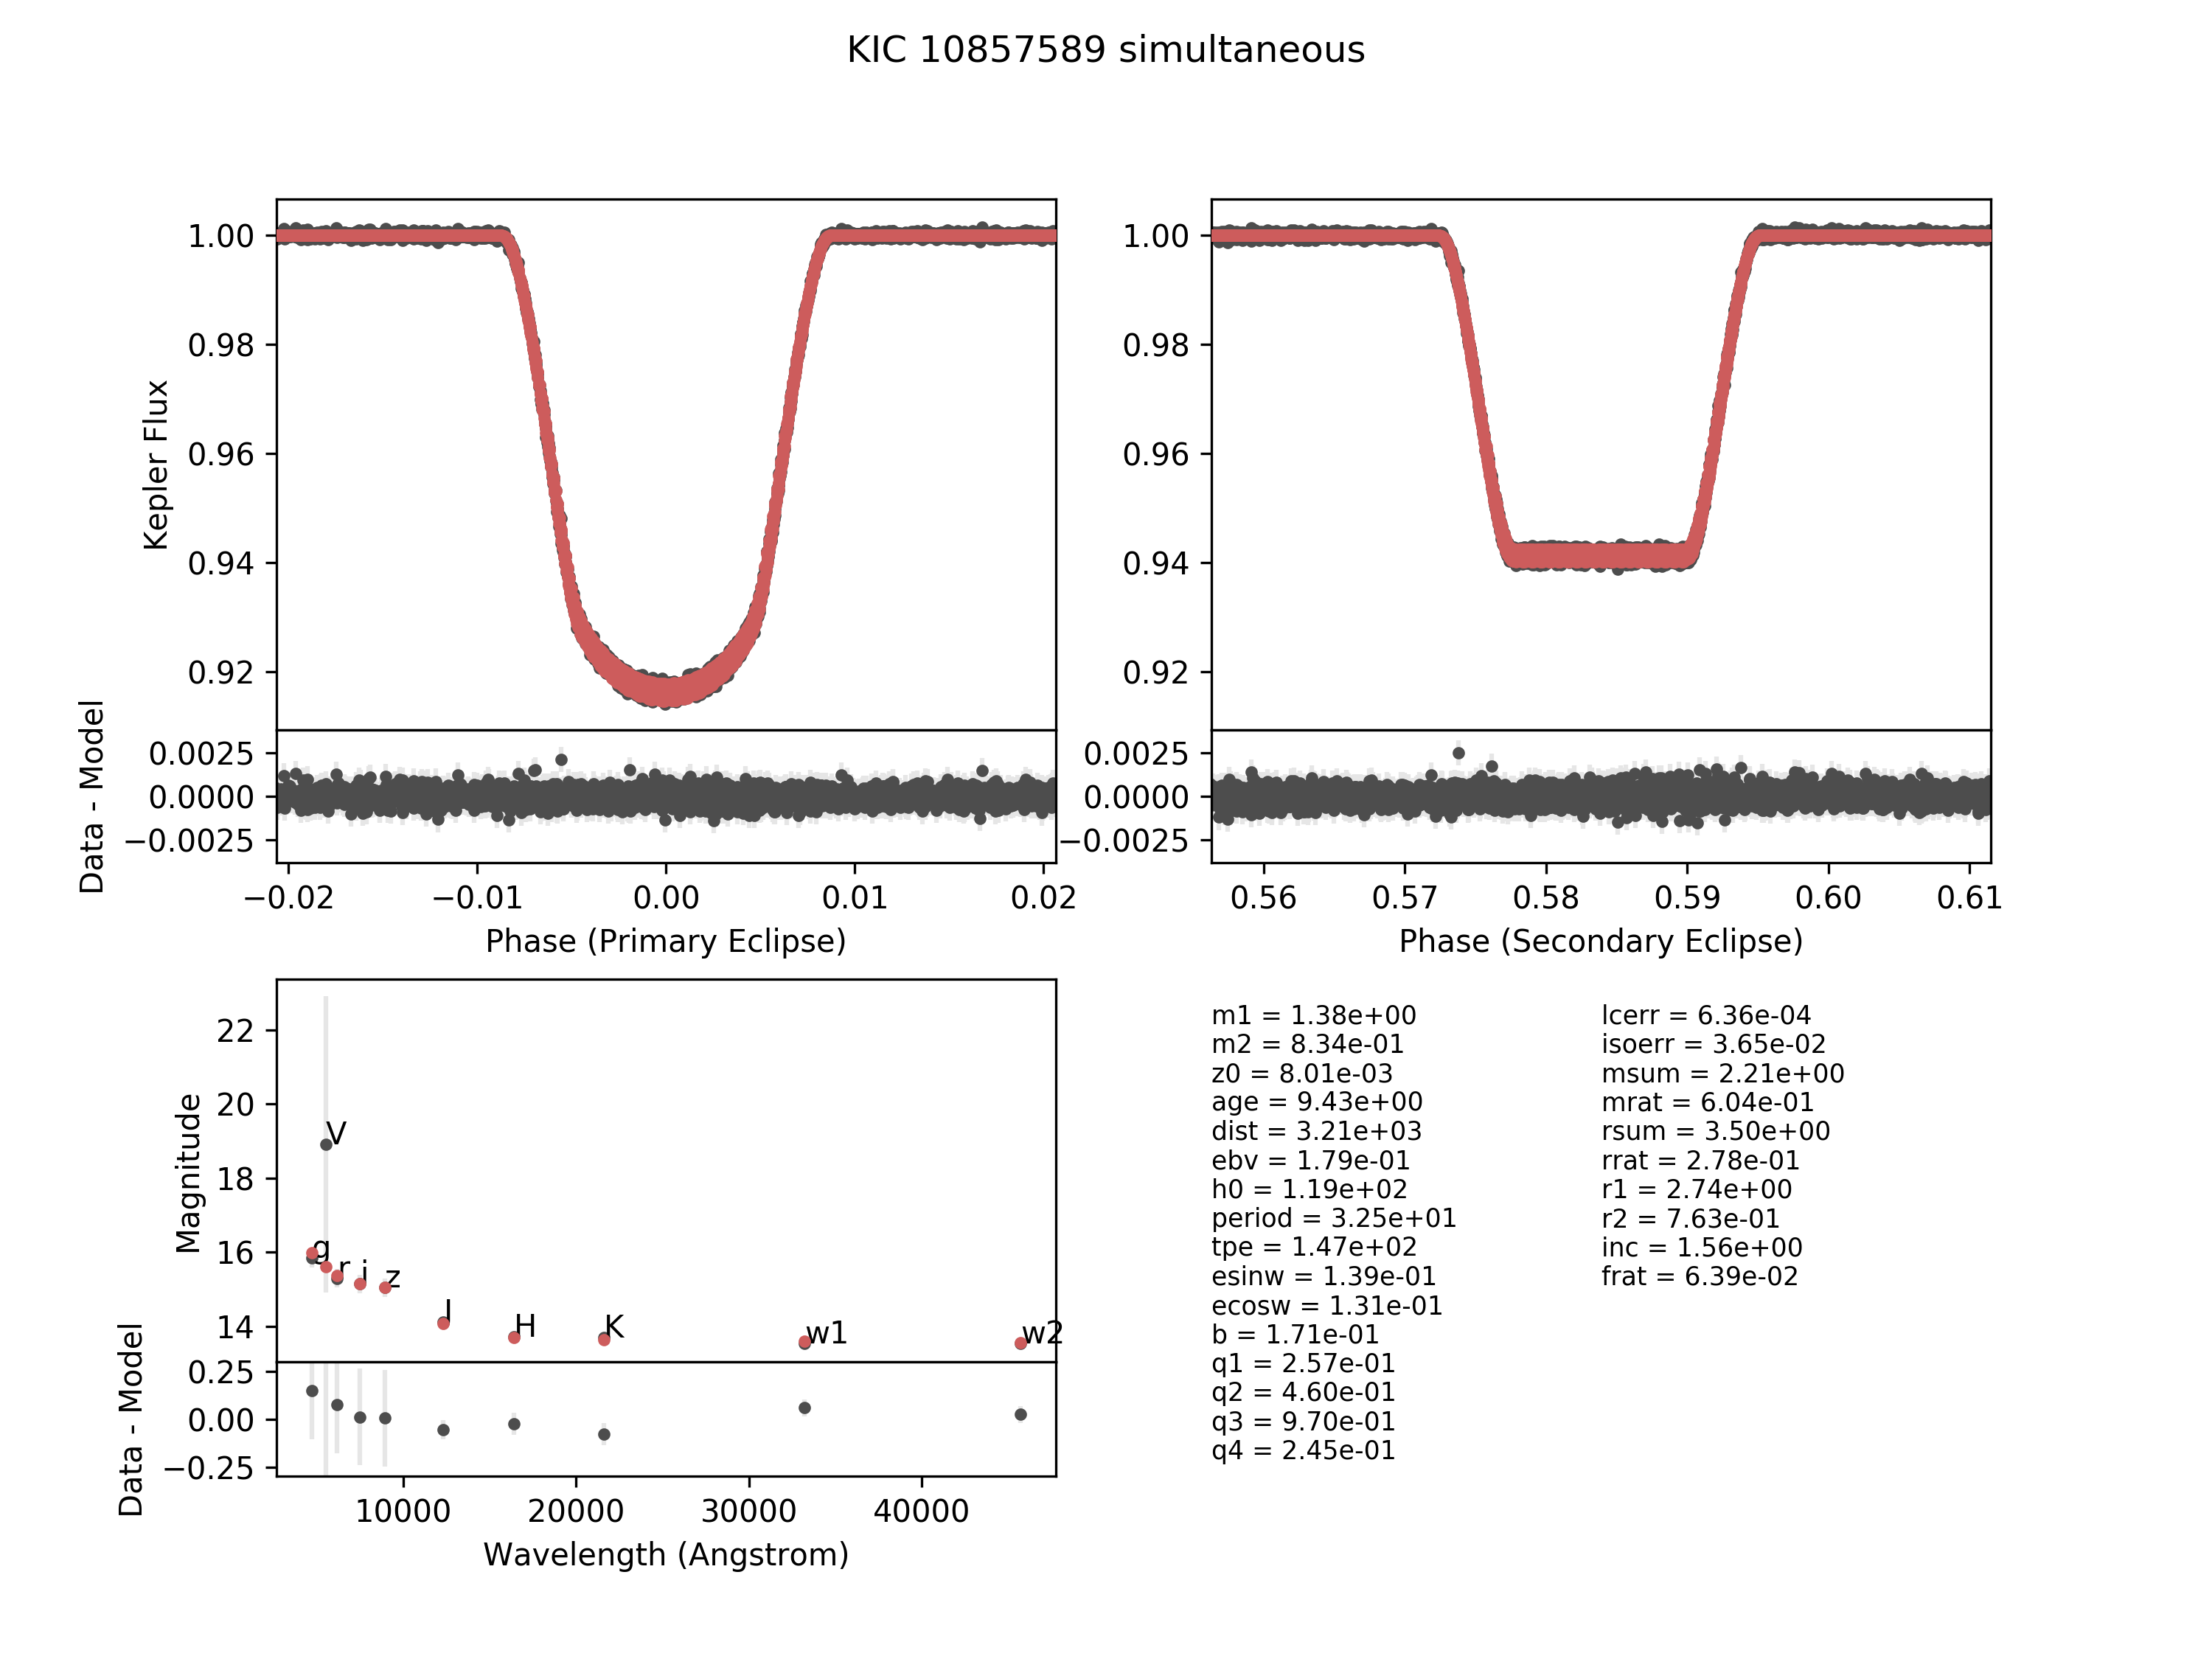 KIC 10857589 simultaneous
Kepler Flux
1.00
0.98
0.96
0.94
0.92
Data - Model
0.0025
0.0000
−0.0025
−0.02 −0.01 0.00 0.01 0.02
Phase (Primary Eclipse)
1.00
0.98
0.96
0.94
0.92
0.0025
0.0000
−0.0025
0.56 0.57 0.58 0.59 0.60 0.61
Phase (Secondary Eclipse)
Magnitude
22
20
18
16
14
V
g
r
i
z
J
H
K
w1
w2
Data - Model
0.25
0.00
−0.25
10000 20000 30000 40000
Wavelength (Angstrom)
m1 = 1.38e+00
m2 = 8.34e-01
z0 = 8.01e-03
age = 9.43e+00
dist = 3.21e+03
ebv = 1.79e-01
h0 = 1.19e+02
period = 3.25e+01
tpe = 1.47e+02
esinw = 1.39e-01
ecosw = 1.31e-01
b = 1.71e-01
q1 = 2.57e-01
q2 = 4.60e-01
q3 = 9.70e-01
q4 = 2.45e-01
lcerr = 6.36e-04
isoerr = 3.65e-02
msum = 2.21e+00
mrat = 6.04e-01
rsum = 3.50e+00
rrat = 2.78e-01
r1 = 2.74e+00
r2 = 7.63e-01
inc = 1.56e+00
frat = 6.39e-02